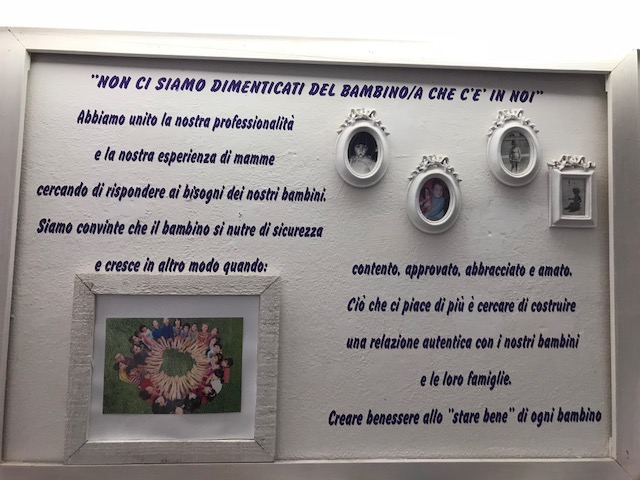 "NON CI SIAMO DIMENTICATI DEL BAMBINO/A CHE C'E' IN NOI"
Abbiamo unito la nostra professionalità
e la nostra esperienza di mamme
cercando di rispondere ai bisogni dei nostri bambini.
Siamo convinte che il bambino si nutre di sicurezza
e cresce in altro modo quando:
contento, approvato, abbracciato e amato.
Ciò che ci piace di più è cercare di costruire
una relazione autentica con i nostri bambini
e le loro famiglie.
Creare benessere allo "stare bene" di ogni bambino